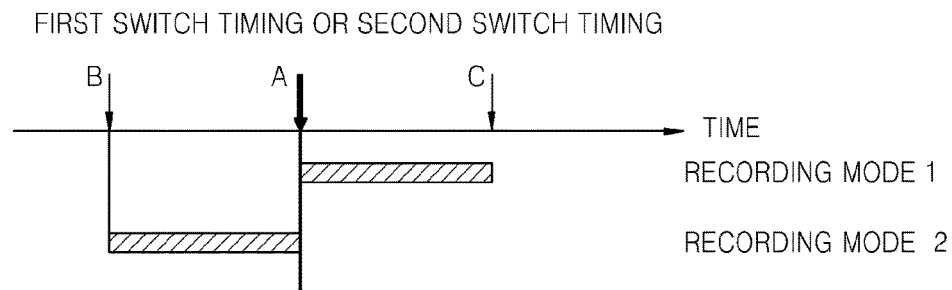 FIRST SWITCH TIMING OR SECOND SWITCH TIMING
B A C
TIME
RECORDING MODE 1
RECORDING MODE 2